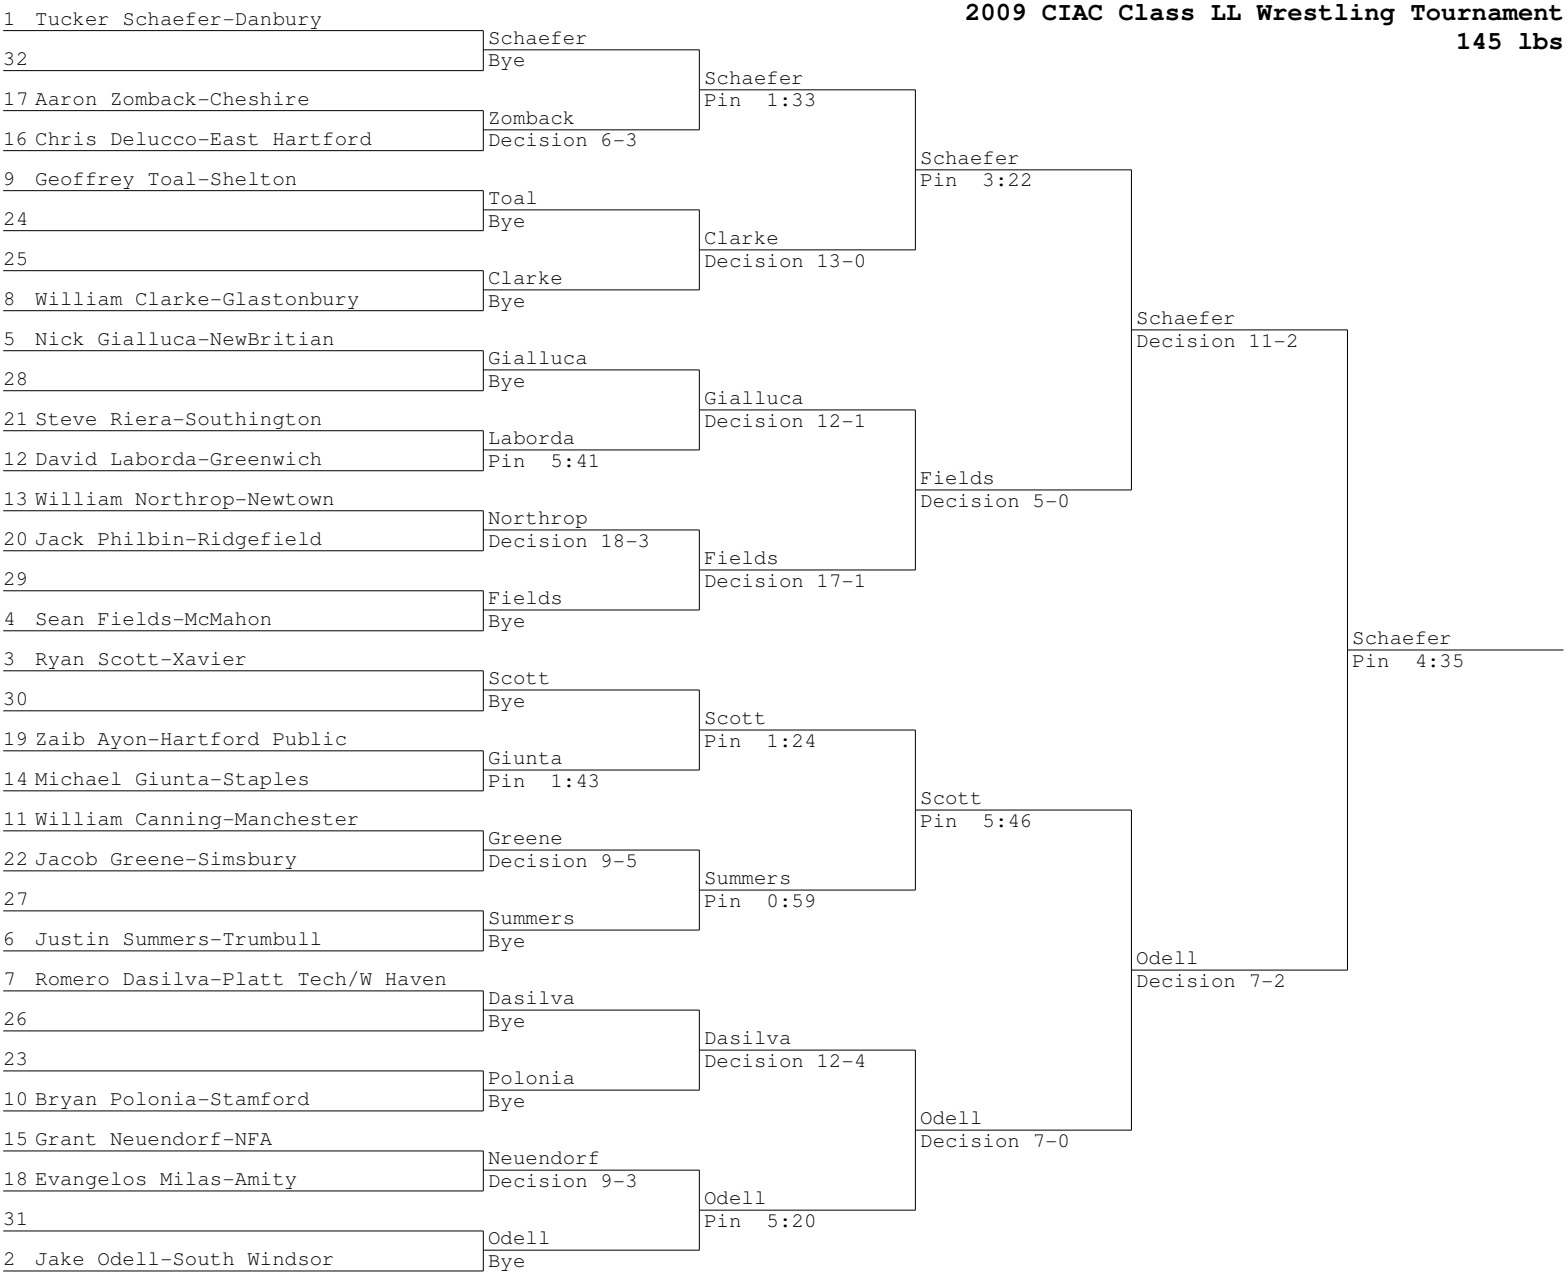 2009 CIAC Class LL Wrestling Tournament
145 lbs
1 Tucker Schaefer-Danbury
32
17 Aaron Zomback-Cheshire
16 Chris Delucco-East Hartford
9 Geoffrey Toal-Shelton
24
25
8 William Clarke-Glastonbury
5 Nick Gialluca-NewBritian
28
21 Steve Riera-Southington
12 David Laborda-Greenwich
13 William Northrop-Newtown
20 Jack Philbin-Ridgefield
29
4 Sean Fields-McMahon
3 Ryan Scott-Xavier
30
19 Zaib Ayon-Hartford Public
14 Michael Giunta-Staples
11 William Canning-Manchester
22 Jacob Greene-Simsbury
27
6 Justin Summers-Trumbull
7 Romero Dasilva-Platt Tech/W Haven
26
23
10 Bryan Polonia-Stamford
15 Grant Neuendorf-NFA
18 Evangelos Milas-Amity
31
2 Jake Odell-South Windsor
Schaefer
Bye
Zomback
Decision 6-3
Toal
Bye
Clarke
Bye
Gialluca
Bye
Laborda
Pin 5:41
Northrop
Decision 18-3
Fields
Bye
Scott
Bye
Giunta
Pin 1:43
Greene
Decision 9-5
Summers
Bye
Dasilva
Bye
Polonia
Bye
Neuendorf
Decision 9-3
Odell
Bye
Schaefer
Pin 1:33
Clarke
Decision 13-0
Gialluca
Decision 12-1
Fields
Decision 17-1
Scott
Pin 1:24
Summers
Pin 0:59
Dasilva
Decision 12-4
Odell
Pin 5:20
Schaefer
Pin 3:22
Fields
Decision 5-0
Scott
Pin 5:46
Odell
Decision 7-0
Schaefer
Decision 11-2
Odell
Decision 7-2
Schaefer
Pin 4:35